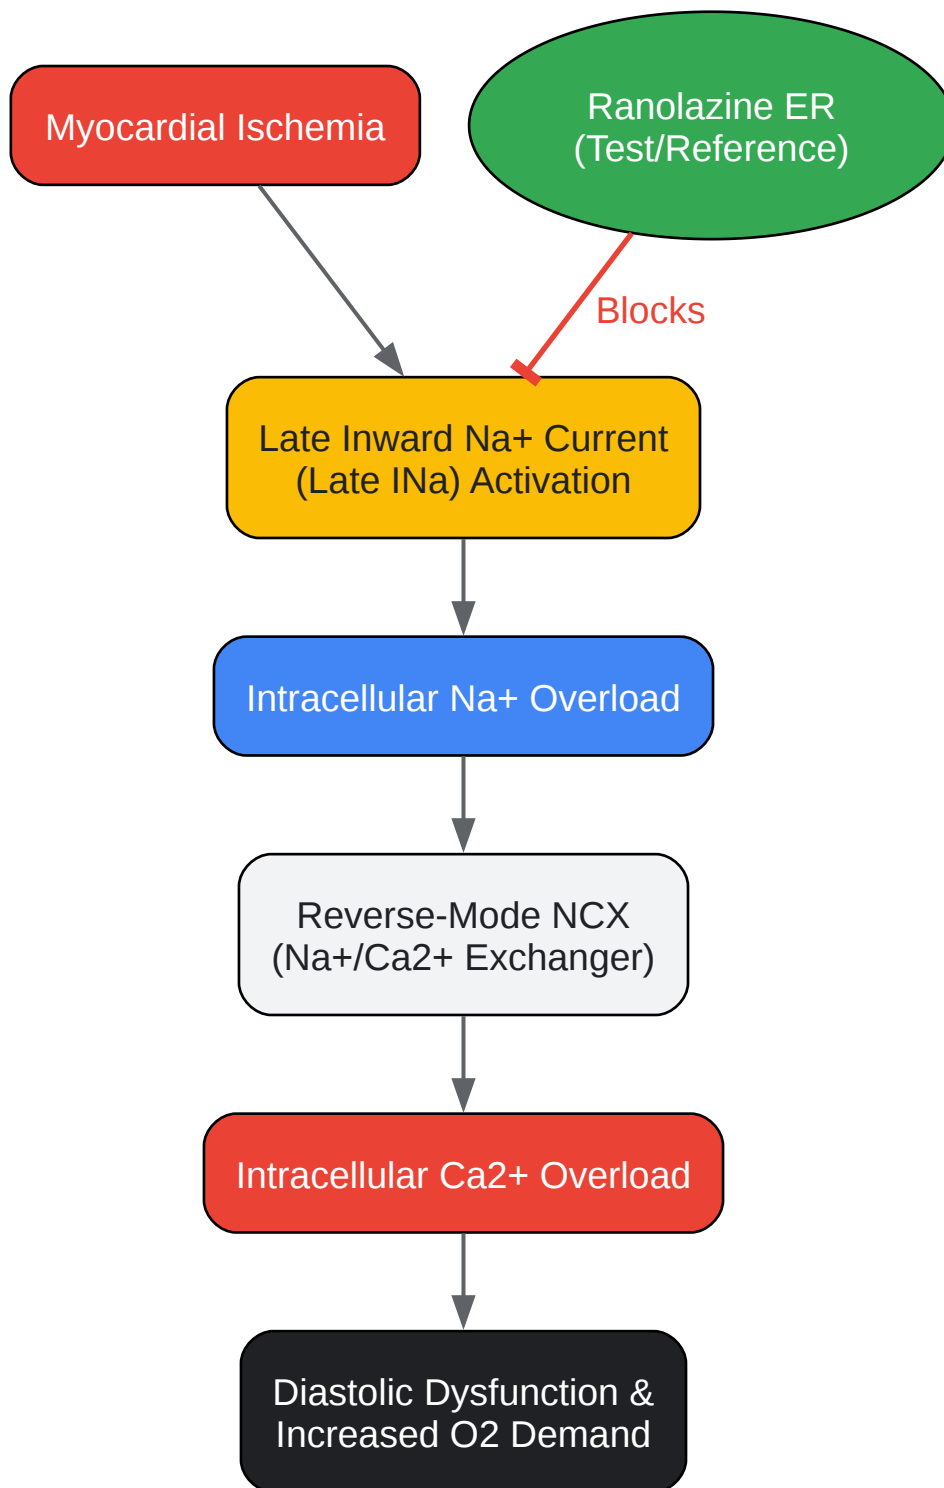 Myocardial Ischemia
Ranolazine ER
(Test/Reference)
Blocks
Late Inward Na+ Current
(Late INa) Activation
Intracellular Na+ Overload
Reverse-Mode NCX
(Na+/Ca2+ Exchanger)
Intracellular Ca2+ Overload
Diastolic Dysfunction &
Increased O2 Demand